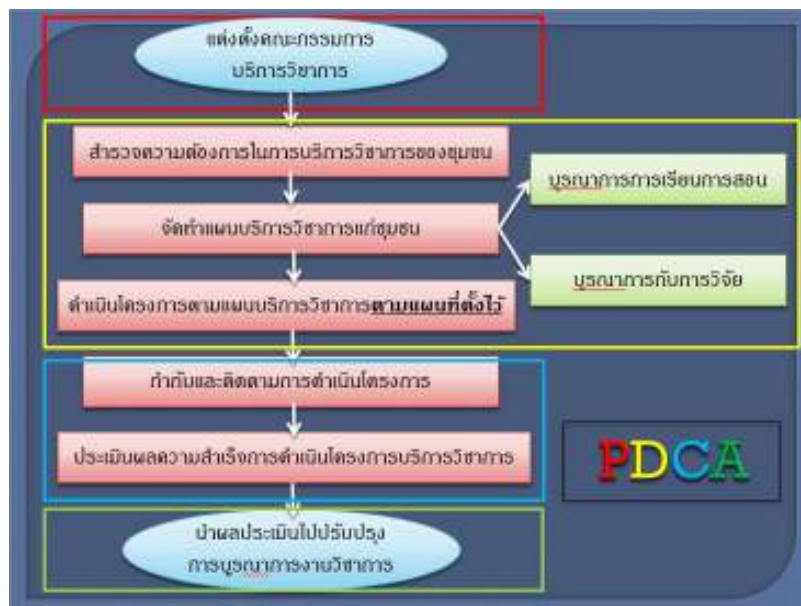 แต่งตั้งคณะกรรมการ
บริการวิชาการ
สำรวจความต้องการในการบริการวิชาการของชุมชน
บูรณาการการเรียนการสอน
จัดทำแผนบริการวิชาการแก่ชุมชน
บูรณาการกับการวิจัย
ดำเนินโครงการตามแผนบริการวิชาการตามแผนที่ตั้งไว้
กำกับและติดตามการดำเนินโครงการ
ประเมินผลความสำเร็จการดำเนินโครงการบริการวิชาการ
PDCA
นำผลประเมินไปปรับปรุง
การบูรณาการงานวิชาการ